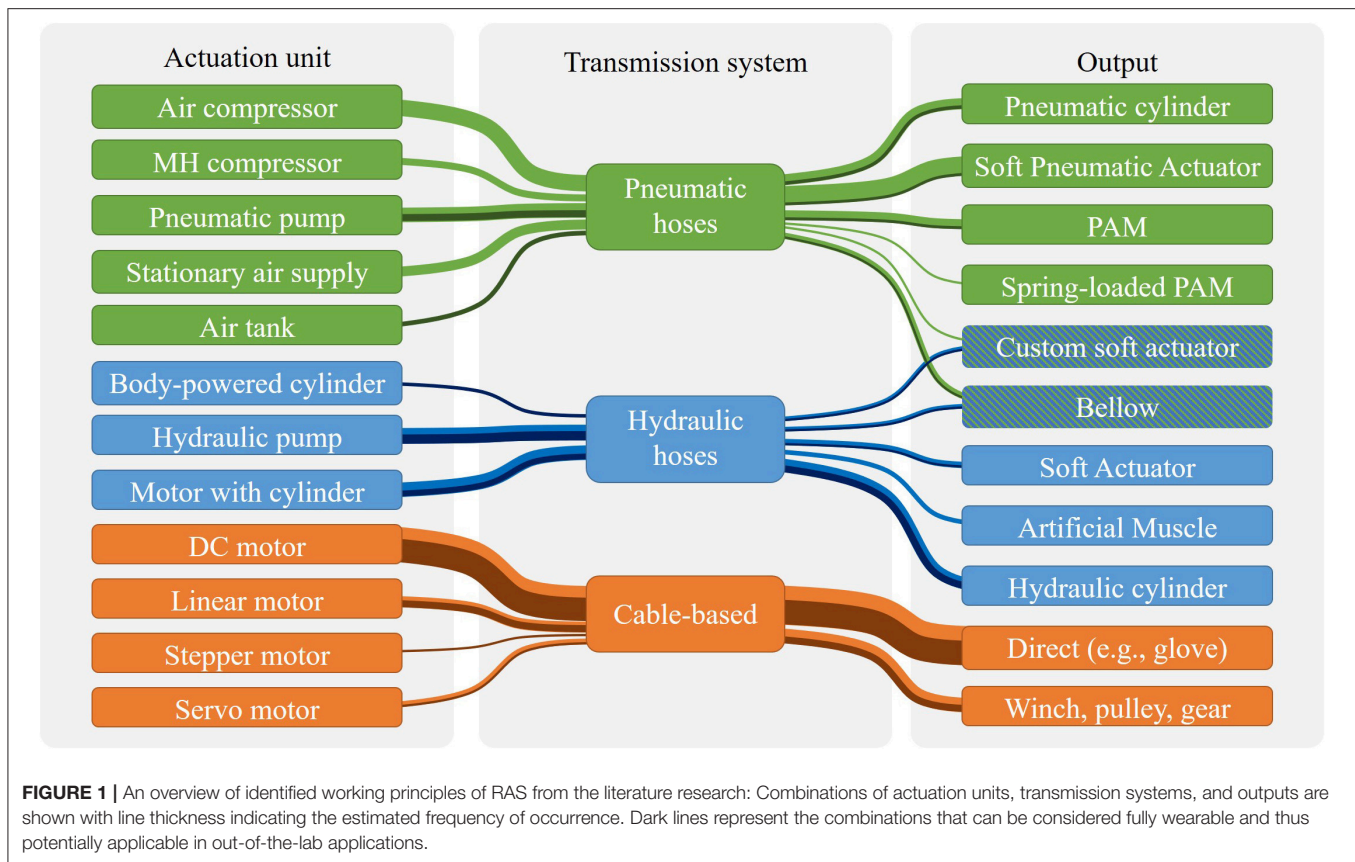 Actuation unit
Air compressor
MH compressor
Pneumatic pump
Stationary air supply
Air tank
Body-powered cylinder
Hydraulic pump
Motor with cylinder
DC motor
Linear motor
Stepper motor
Servo motor
Transmission system
Pneumatic
hoses
Hydraulic
hoses
Cable-based
Output
Pneumatic cylinder
Soft Pneumatic Actuator
PAM
Spring-loaded PAM
Custom soft actuator
Bellow
Soft Actuator
Artificial Muscle
Hydraulic cylinder
Direct (e.g., glove)
Winch, pulley, gear
FIGURE 1 | An overview of identified working principles of RAS from the literature research: Combinations of actuation units, transmission systems, and outputs are
shown with line thickness indicating the estimated frequency of occurrence. Dark lines represent the combinations that can be considered fully wearable and thus
potentially applicable in out-of-the-lab applications.